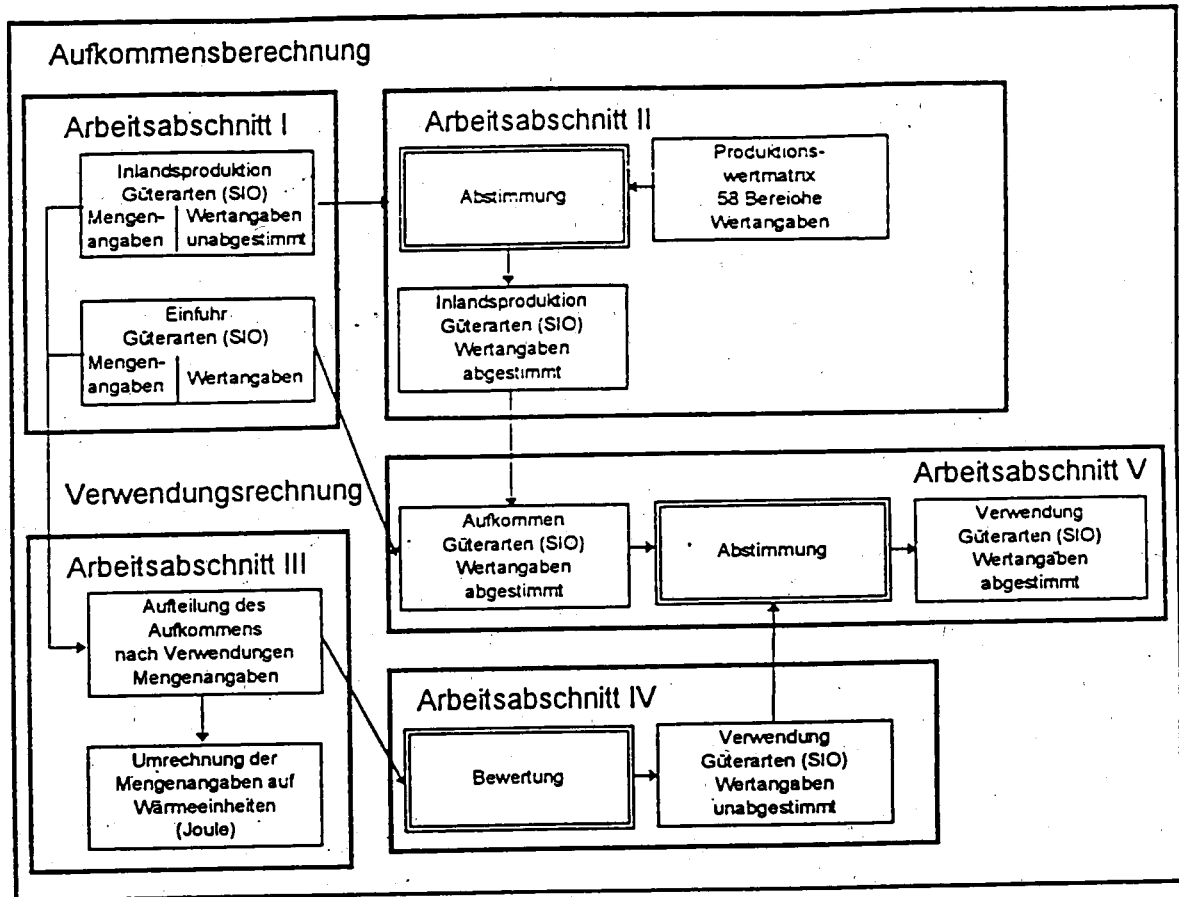 Aufkommensberechnung
Arbeitsabschnitt I
Inlandsproduktion
Güterarten (SIO)
Mengen-
angaben
Wertangaben
unabgestimmt
Einfuhr
Güterarten (SIO)
Mengen-
angaben
Wertangaben
Arbeitsabschnitt II
Abstimmung
Produktions-
wertmatrix
58 Bereiohe
Wertangaben
Inlandsproduktion
Güterarten (SIO)
Wertangaben
abgestimmt
Verwendungsrechnung
Arbeitsabschnitt III
Aufteilung des
Aufkommens
nach Verwendungen
Mengenangaben
Umrechnung der
Mengenangaben auf
Wärmeeinheiten
(Joule)
Arbeitsabschnitt V
Aufkommen
Güterarten (SIO)
Wertangaben
abgestimmt
Abstimmung
Verwendung
Güterarten (SIO)
Wertangaben
abgestimmt
Arbeitsabschnitt IV
Bewertung
Verwendung
Güterarten (SIO)
Wertangaben
unabgestimmt